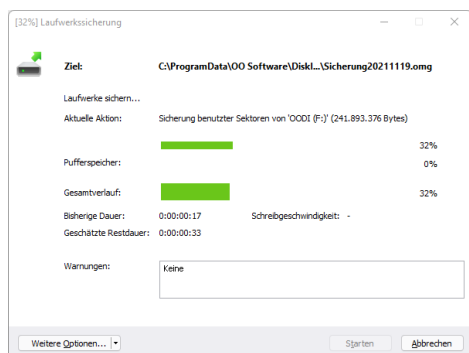 [32%] Laufwerkssicherung
Ziel: C:\ProgramData\OO Software\Diskl...\Sicherung20211119.omg
Laufwerke sichern...
Aktuelle Aktion: Sicherung benutzter Sektoren von 'OODI (F:)' (241.893.376 Bytes)
32%
Pufferspeicher: 0%
Gesamtverlauf: 32%
Bisherige Dauer: 0:00:00:17 Schreibgeschwindigkeit: -
Geschätzte Restdauer: 0:00:00:33
Warnungen: Keine
Weitere Optionen... Starten Abbrechen